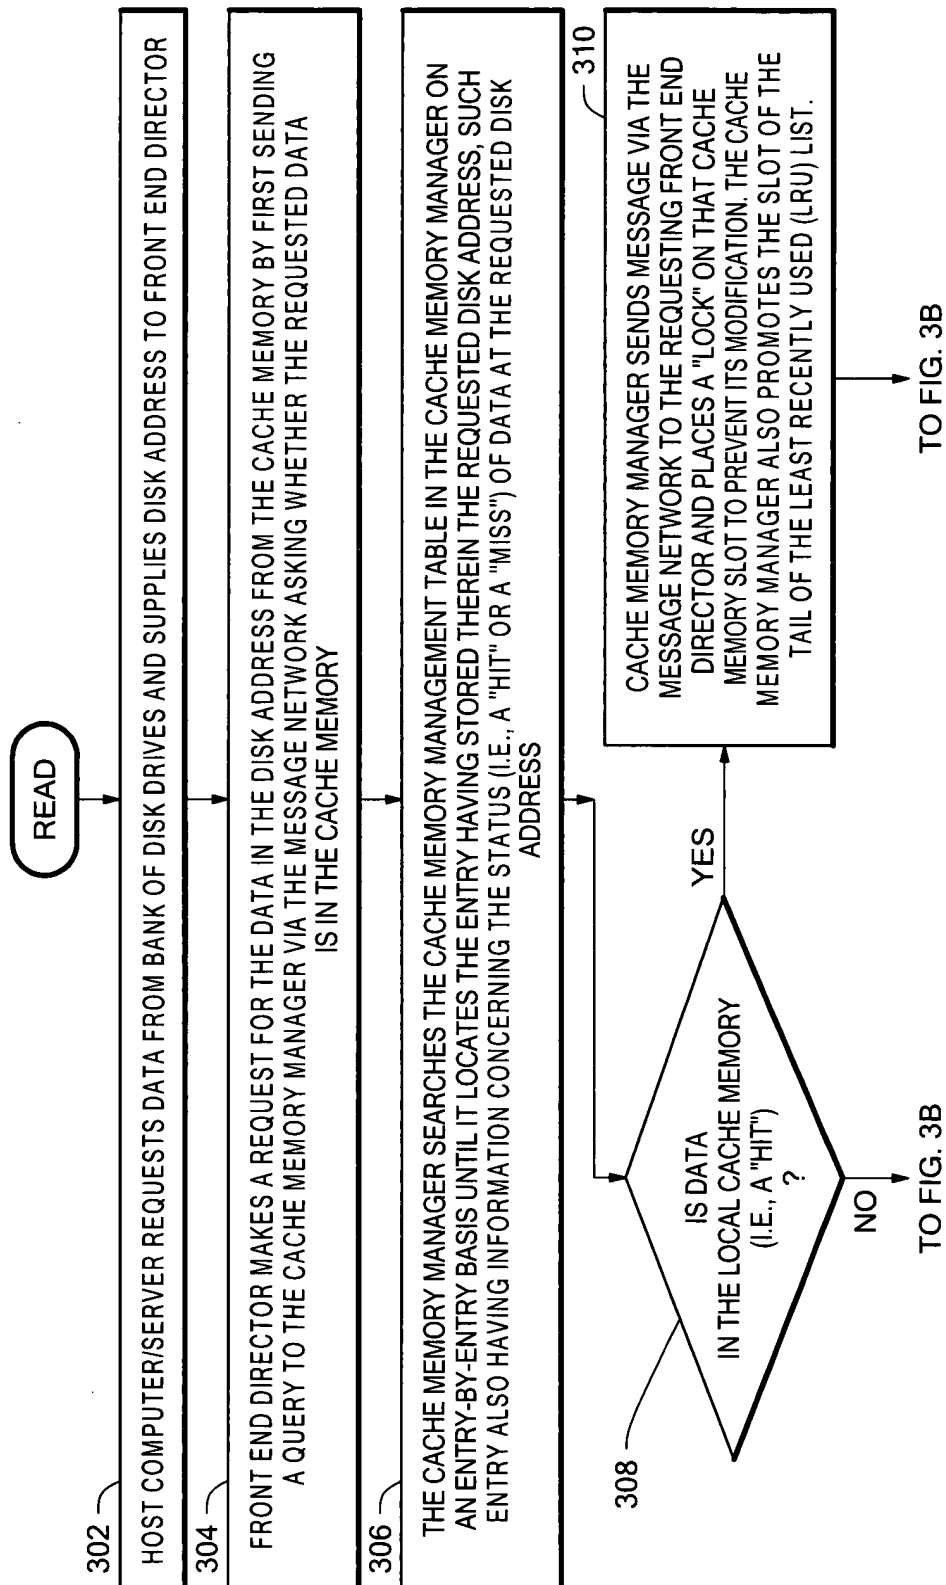 READ
302
HOST COMPUTER/SERVER REQUESTS DATA FROM BANK OF DISK DRIVES AND SUPPLIES DISK ADDRESS TO FRONT END DIRECTOR
304
FRONT END DIRECTOR MAKES A REQUEST FOR THE DATA IN THE DISK ADDRESS FROM THE CACHE MEMORY BY FIRST SENDING
A QUERY TO THE CACHE MEMORY MANAGER VIA THE MESSAGE NETWORK ASKING WHETHER THE REQUESTED DATA
IS IN THE CACHE MEMORY
306
THE CACHE MEMORY MANAGER SEARCHES THE CACHE MEMORY MANAGEMENT TABLE IN THE CACHE MEMORY MANAGER ON
AN ENTRY-BY-ENTRY BASIS UNTIL IT LOCATES THE ENTRY HAVING STORED THEREIN THE REQUESTED DISK ADDRESS, SUCH
ENTRY ALSO HAVING INFORMATION CONCERNING THE STATUS (I.E., A "HIT" OR A "MISS") OF DATA AT THE REQUESTED DISK
ADDRESS
308
IS DATA
IN THE LOCAL CACHE MEMORY
(I.E., A "HIT")
?
YES
NO
TO FIG. 3B
310
CACHE MEMORY MANAGER SENDS MESSAGE VIA THE
MESSAGE NETWORK TO THE REQUESTING FRONT END
DIRECTOR AND PLACES A "LOCK" ON THAT CACHE
MEMORY SLOT TO PREVENT ITS MODIFICATION. THE CACHE
MEMORY MANAGER ALSO PROMOTES THE SLOT OF THE
TAIL OF THE LEAST RECENTLY USED (LRU) LIST.
TO FIG. 3B